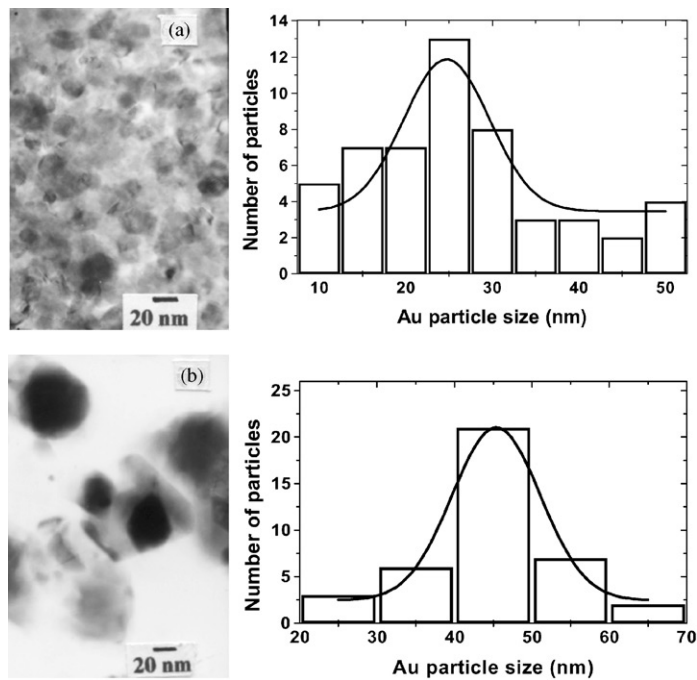 (a)
20 nm
Number of particles
14
12
10
8
6
4
2
0
10 20 30 40 50
Au particle size (nm)
(b)
20 nm
Number of particles
25
20
15
10
5
0
20 30 40 50 60 70
Au particle size (nm)